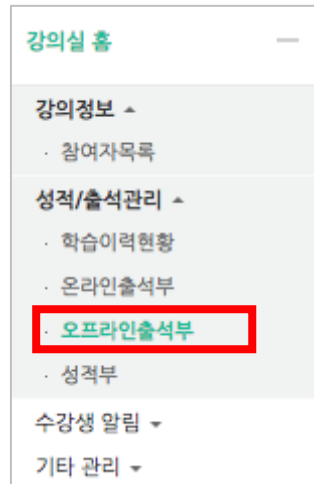 강의실 홈
강의정보
· 참여자목록
성적/출석관리
· 학습이력현황
· 온라인출석부
· 오프라인출석부
· 성적부
수강생 알림
기타 관리